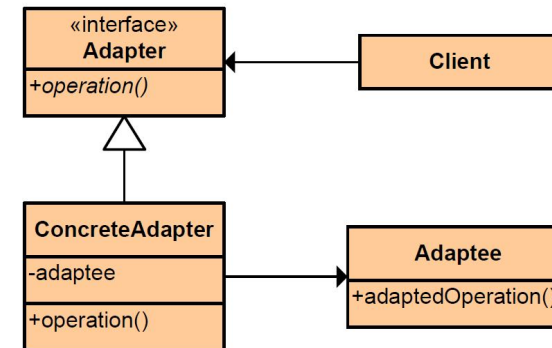 «interface»
Adapter
+operation()
Client
ConcreteAdapter
-adaptee
+operation()
Adaptee
+adaptedOperation()